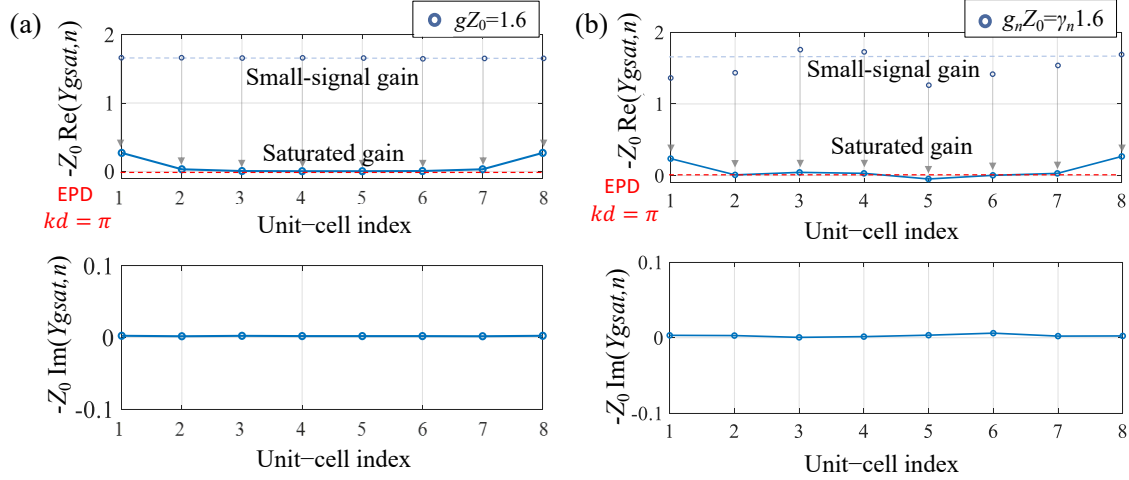 (a)
gZ₀=1.6
-Z₀ Re(Ygsat,n)
2
1
0
Small-signal gain
Saturated gain
EPD
kd = π
1 2 3 4 5 6 7 8
Unit−cell index
-Z₀ Im(Ygsat,n)
0.1
0
-0.1
1 2 3 4 5 6 7 8
Unit−cell index
(b)
gₙZ₀=γₙ1.6
-Z₀ Re(Ygsat,n)
2
1
0
Small-signal gain
Saturated gain
EPD
kd = π
1 2 3 4 5 6 7 8
Unit−cell index
-Z₀ Im(Ygsat,n)
0.1
0
-0.1
1 2 3 4 5 6 7 8
Unit−cell index